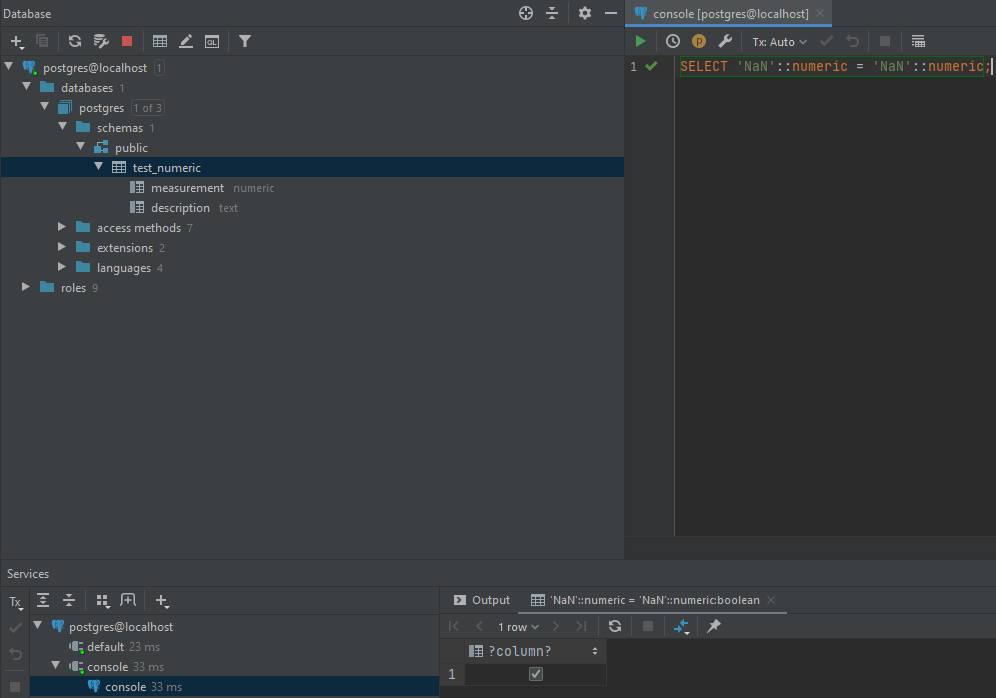 Database
postgres@localhost 1
databases 1
postgres 1 of 3
schemas 1
public
test_numeric
measurement numeric
description text
access methods 7
extensions 2
languages 4
roles 9
console [postgres@localhost]
Tx: Auto
1 SELECT 'NaN'::numeric = 'NaN'::numeric;
Services
Tx
postgres@localhost
default 23 ms
console 33 ms
console 33 ms
Output 'NaN'::numeric = 'NaN'::numeric:boolean
1 row
?column?
1